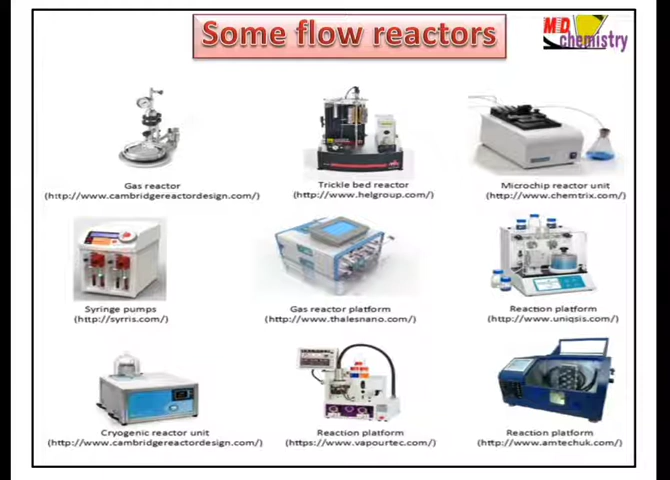 Some flow reactors
MD
chemistry
Gas reactor
(http://www.cambridgereactordesign.com/)
Trickle bed reactor
(http://www.helgroup.com/)
Microchip reactor unit
(http://www.chemtrix.com/)
Syringe pumps
(http://syrris.com/)
Gas reactor platform
(http://www.thalesnano.com/)
Reaction platform
(http://www.uniqsis.com/)
Cryogenic reactor unit
(http://www.cambridgereactordesign.com/)
Reaction platform
(https://www.vapourtec.com/)
Reaction platform
(http://www.amtechuk.com/)